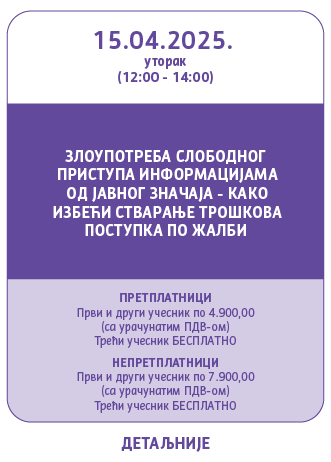 15.04.2025.
уторак
(12:00 - 14:00)
ЗЛОУПОТРЕБА СЛОБОДНОГ
ПРИСТУПА ИНФОРМАЦИЈАМА
ОД ЈАВНОГ ЗНАЧАЈА - КАКО
ИЗБЕЋИ СТВАРАЊЕ ТРОШКОВА
ПОСТУПКА ПО ЖАЛБИ
ПРЕТПЛАТНИЦИ
Први и други учесник по 4.900,00
(са урачунатим ПДВ-ом)
Трећи учесник БЕСПЛАТНО
НЕПРЕТПЛАТНИЦИ
Први и други учесник по 7.900,00
(са урачунатим ПДВ-ом)
Трећи учесник БЕСПЛАТНО
ДЕТАЉНИЈЕ